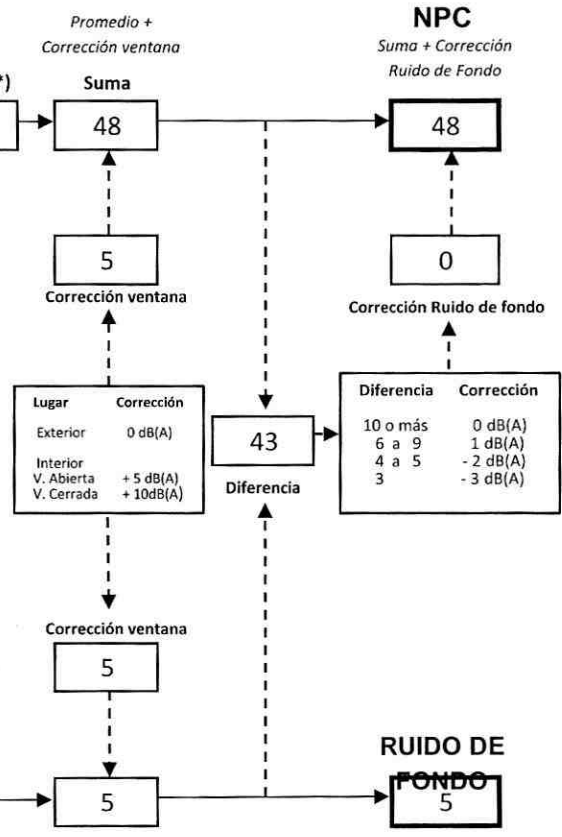 Promedio +
Corrección ventana
*)
Suma
48
NPC
Suma + Corrección
Ruido de Fondo
48
5
Corrección ventana
0
Corrección Ruido de fondo
Lugar Corrección
Exterior 0 dB(A)
Interior
V. Abierta + 5 dB(A)
V. Cerrada + 10dB(A)
43
Diferencia
Diferencia Corrección
10 o más 0 dB(A)
6 a 9 1 dB(A)
4 a 5 - 2 dB(A)
3 - 3 dB(A)
Corrección ventana
5
5
RUIDO DE
FONDO
5